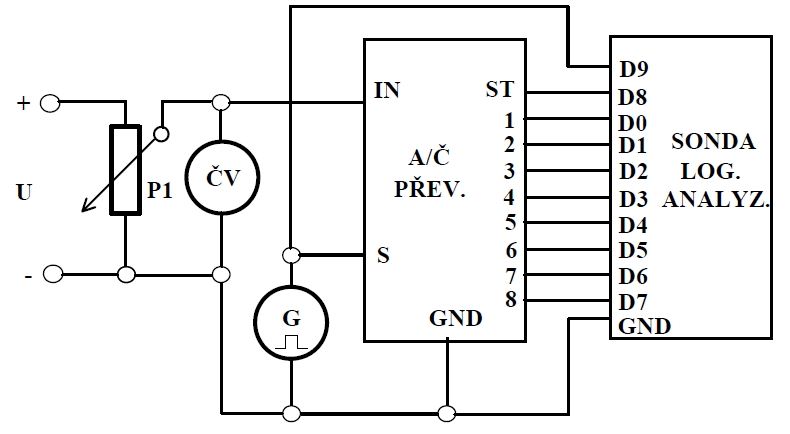 +
U
-
P1
ČV
G
IN
S
A/Č
PŘEV.
ST
1
2
3
4
5
6
7
8
GND
D9
D8
D0
D1
D2
D3
D4
D5
D6
D7
GND
SONDA
LOG.
ANALYZ.